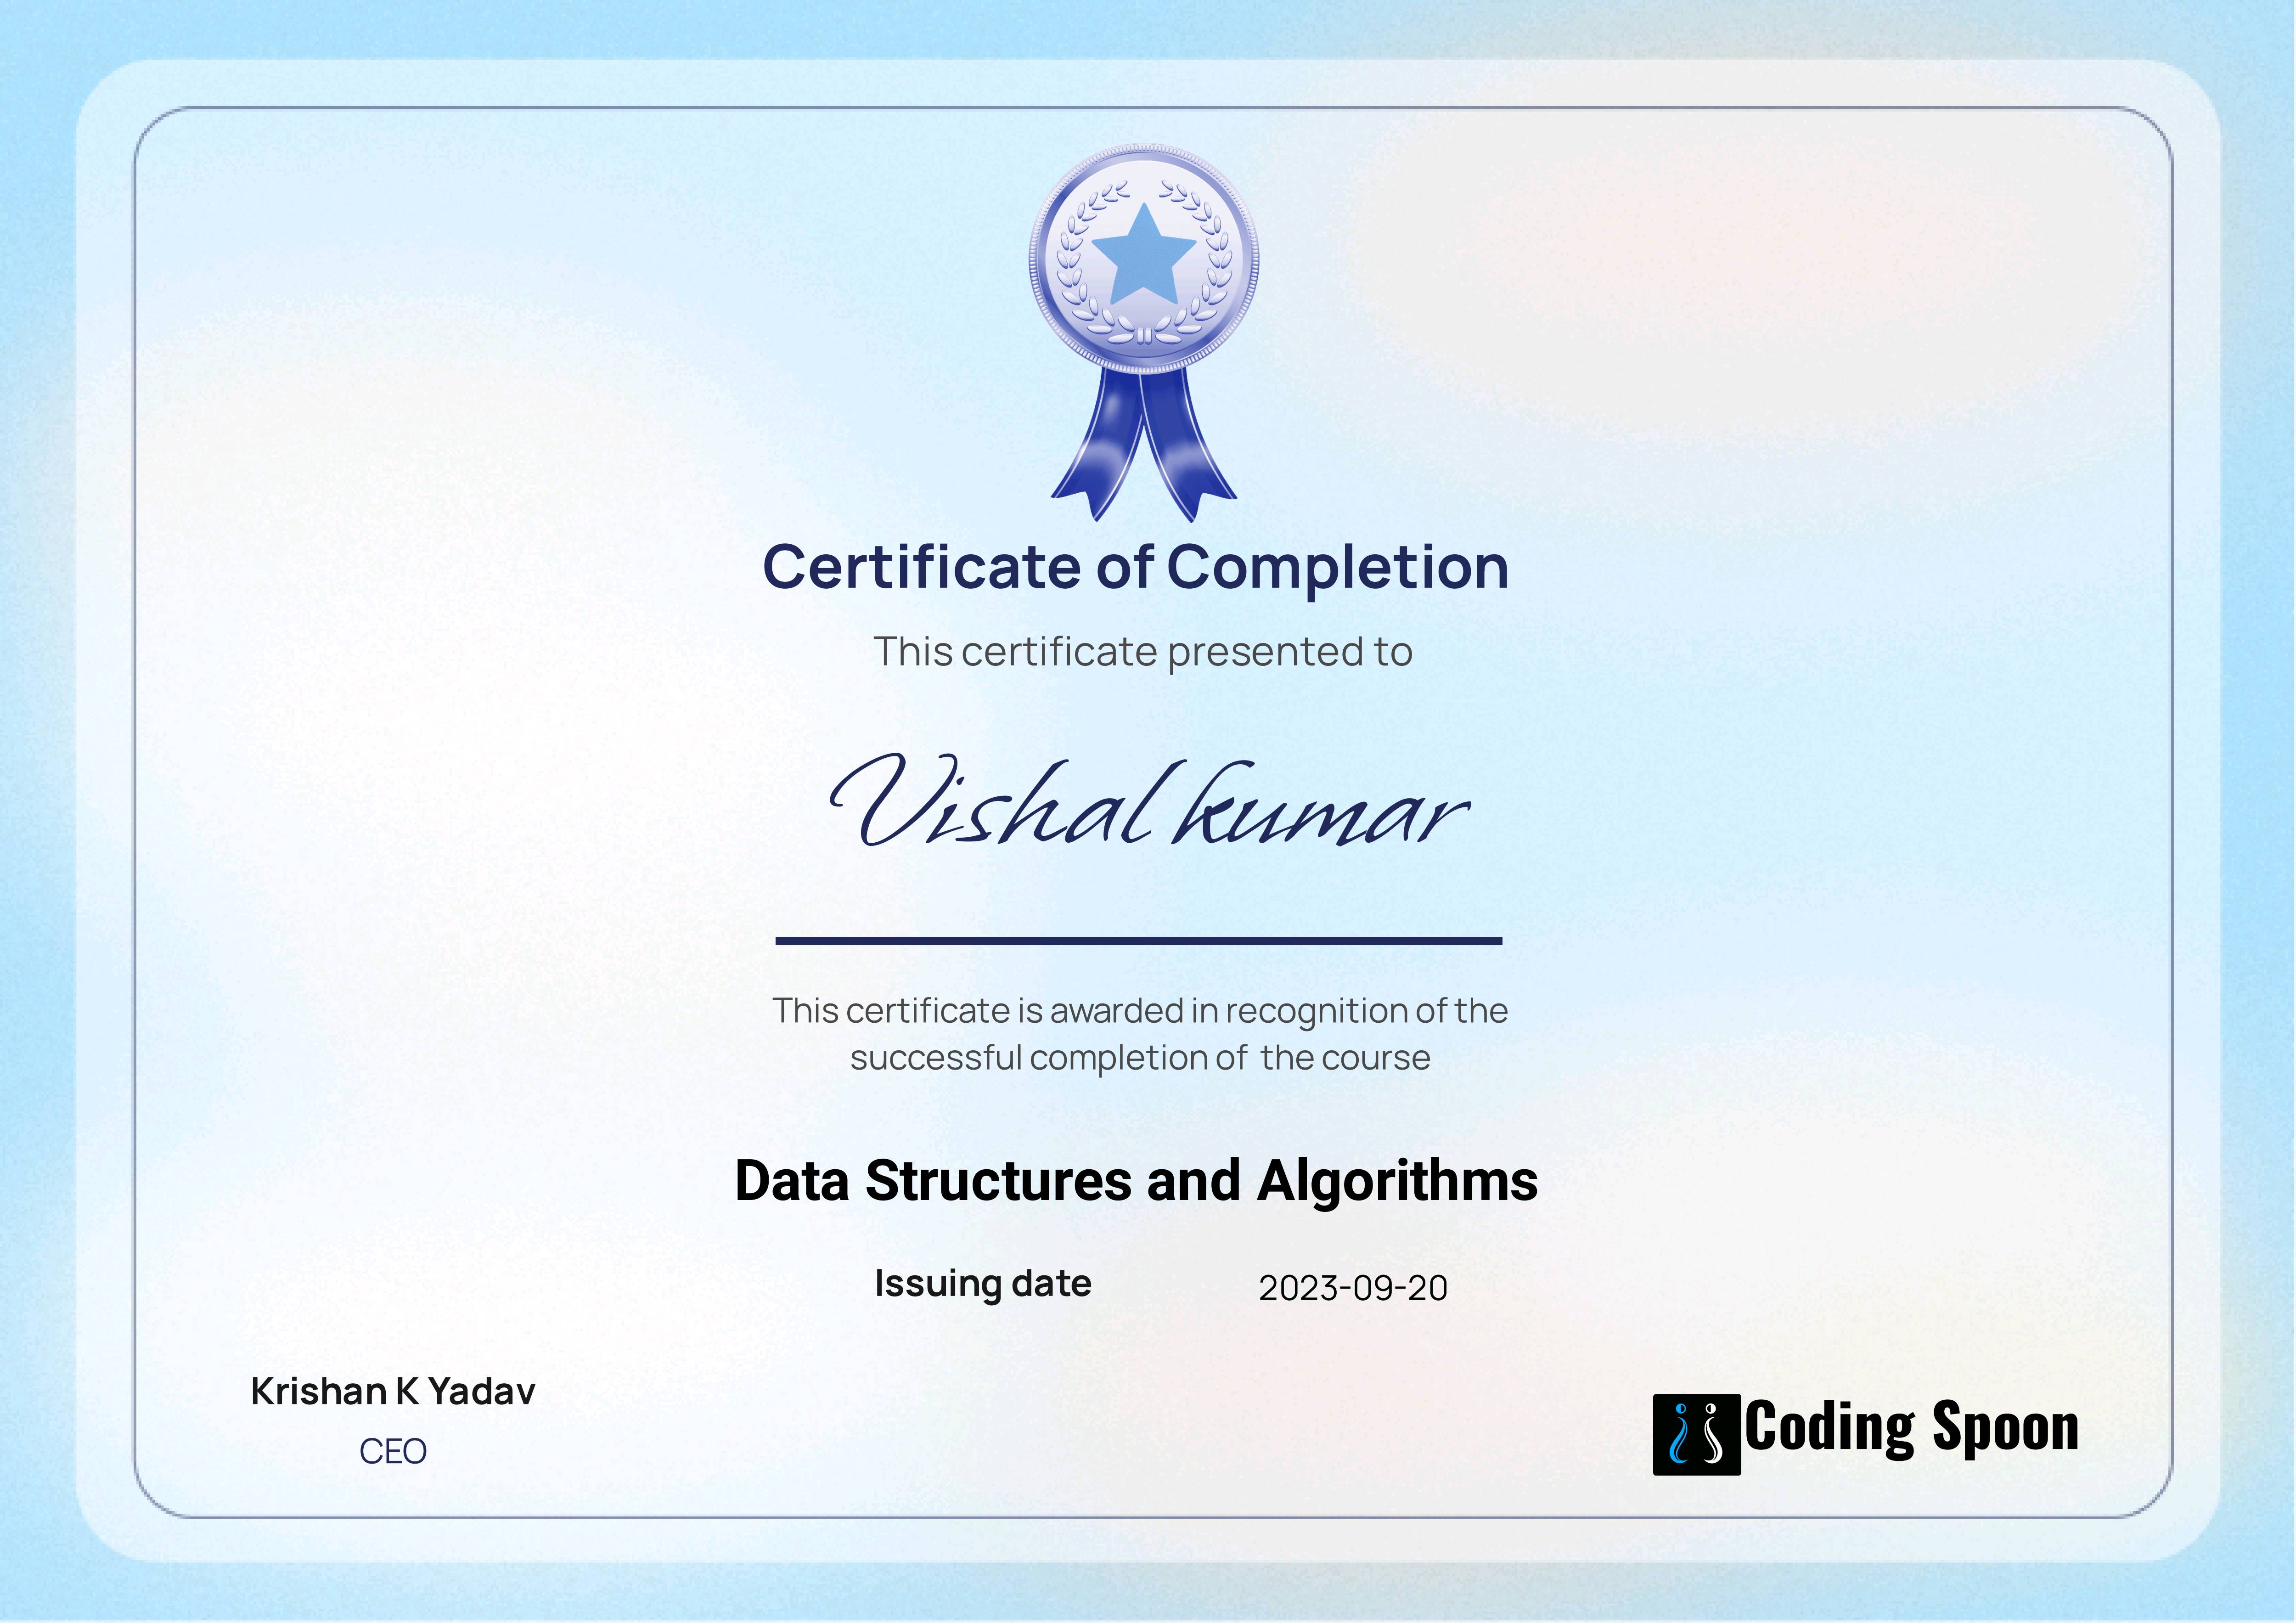 Certificate of Completion
This certificate presented to
Vishal kumar
This certificate is awarded in recognition of the
successful completion of the course
Data Structures and Algorithms
Issuing date 2023-09-20
Krishan K Yadav
CEO
Coding Spoon